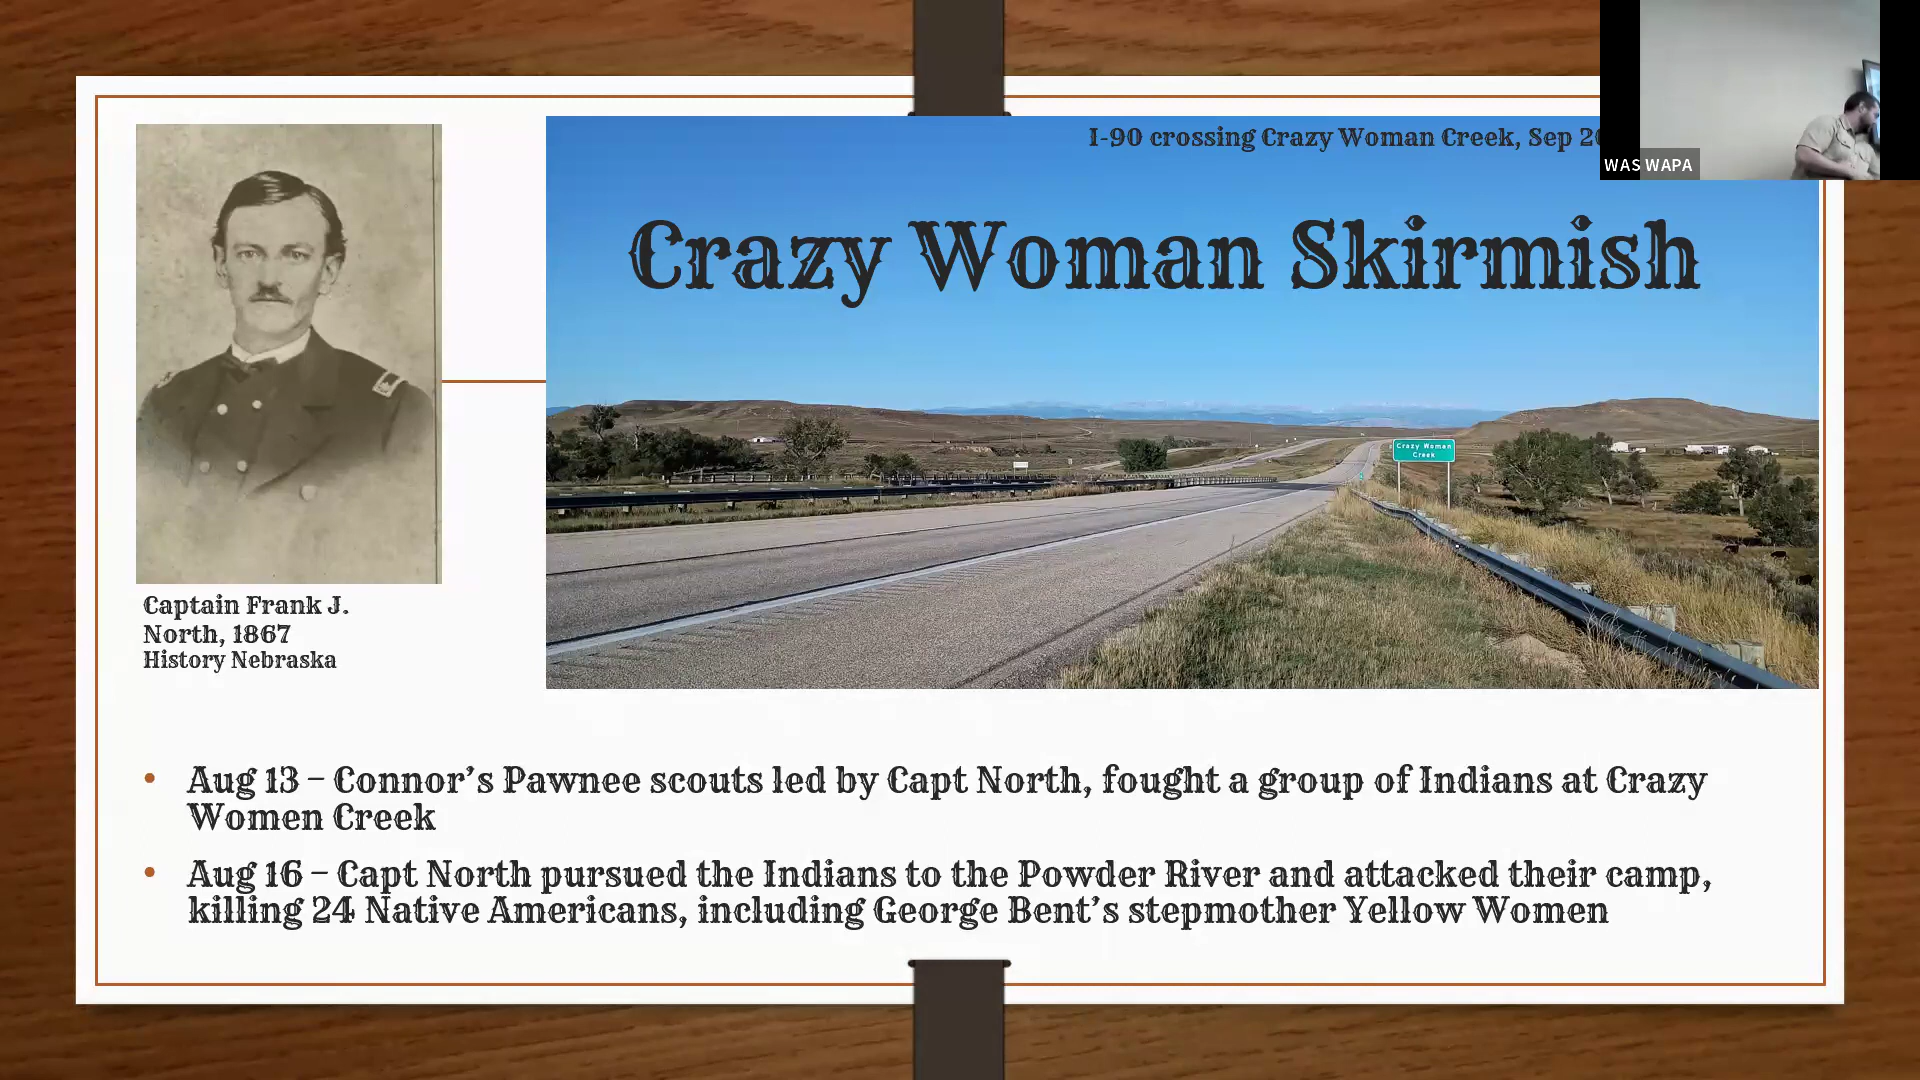 I-90 crossing Crazy Woman Creek, Sep
WAS WAPA
Crazy Woman Skirmish
Crazy Woman
Creek
Captain Frank J.
North, 1867
History Nebraska
• Aug 13 – Connor’s Pawnee scouts led by Capt North, fought a group of Indians at Crazy
Women Creek
• Aug 16 – Capt North pursued the Indians to the Powder River and attacked their camp,
killing 24 Native Americans, including George Bent’s stepmother Yellow Women